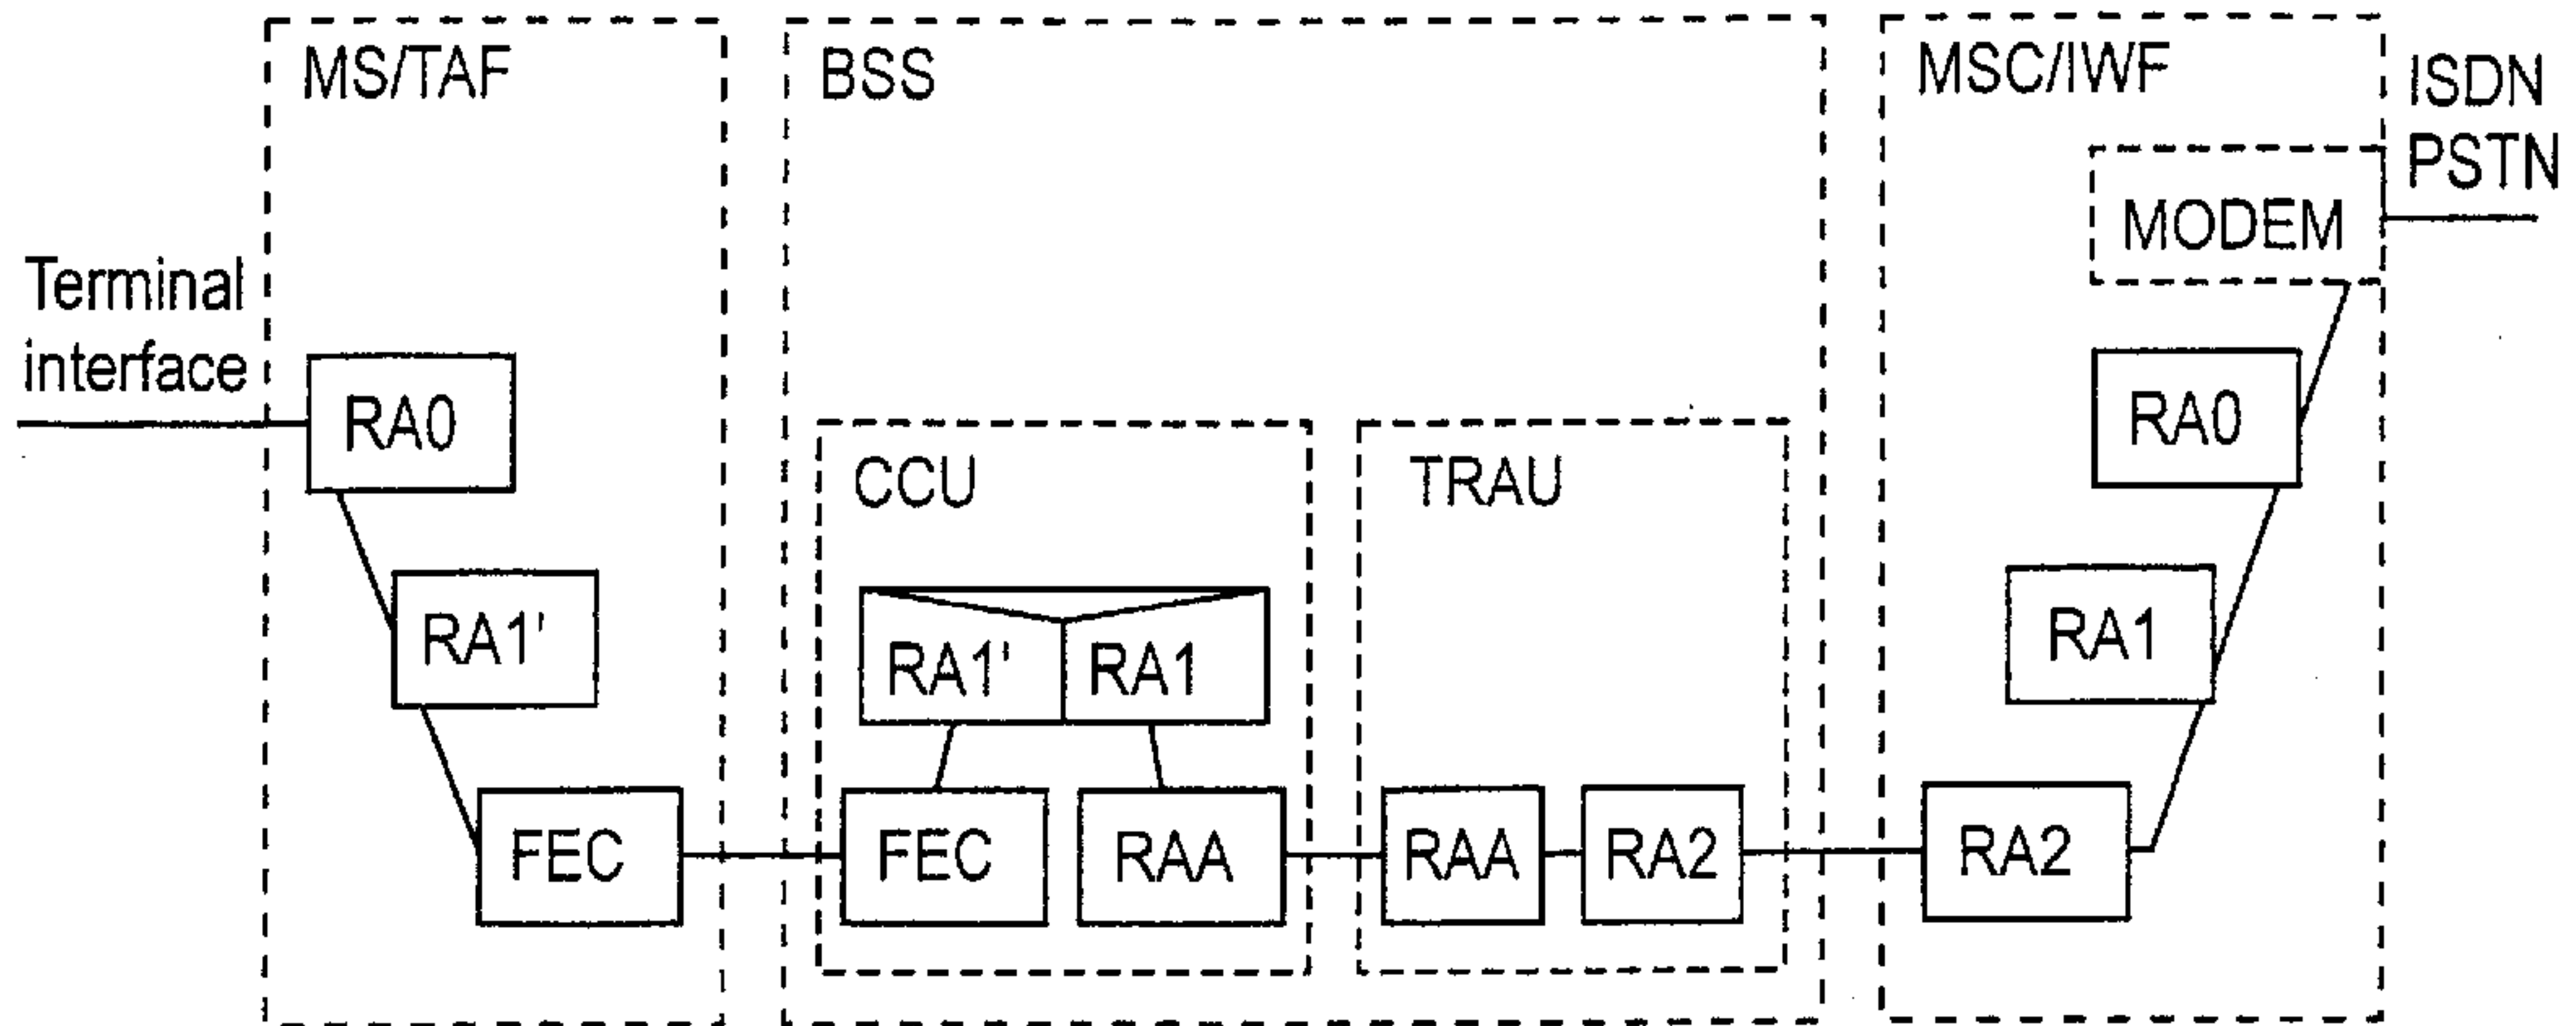 MS/TAF
BSS
MSC/IWF
ISDN
PSTN
MODEM
Terminal
interface
RA0
RA0
CCU
TRAU
RA1'
RA1'
RA1
RA1
FEC
FEC
RAA
RAA
RA2
RA2